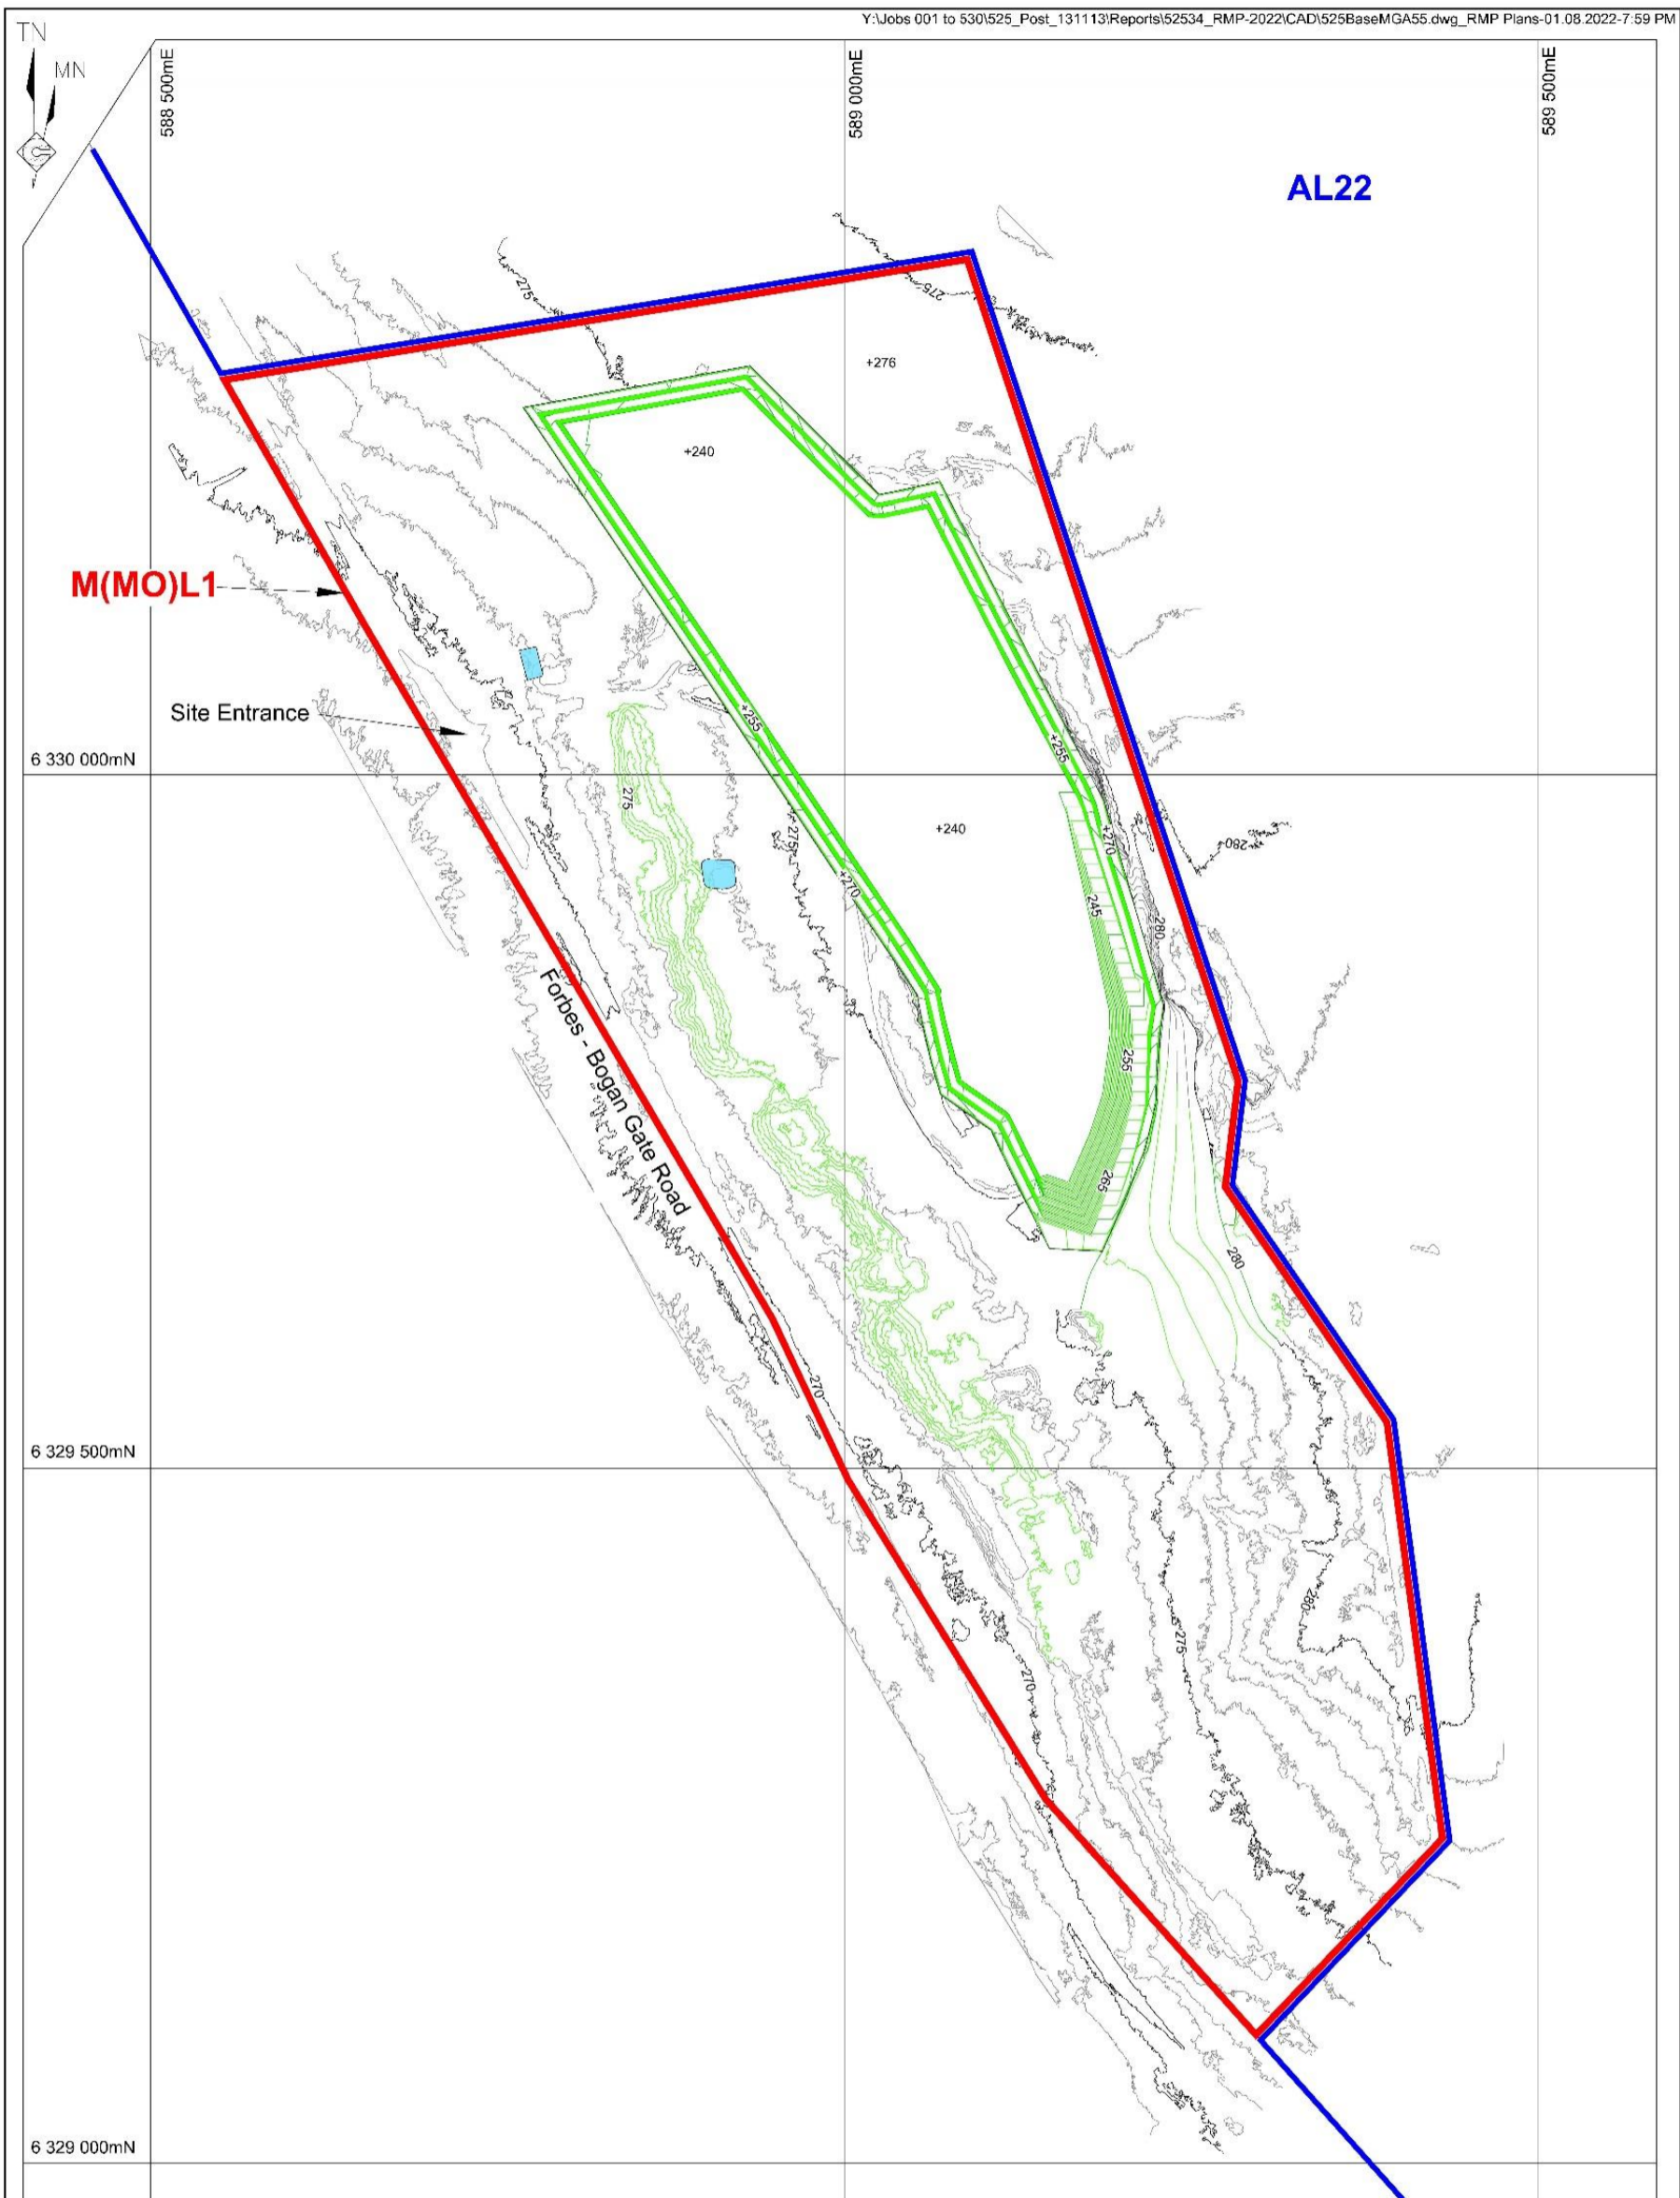 Y:\Jobs 001 to 530\525_Post_131113\Reports\52534_RMP-2022\CAD\525BaseMGA55.dwg_RMP Plans-01.08.2022-7:59 PM
TN
MN
588 500mE
589 000mE
589 500mE
AL22
275
275
+276
+240
M(MO)L1
Site Entrance
+255
+255
6 330 000mN
275
275
+240
+270
280
+270
245
280
Forbes - Bogan Gate Road
255
265
280
270
6 329 500mN
280
275
270
6 329 000mN